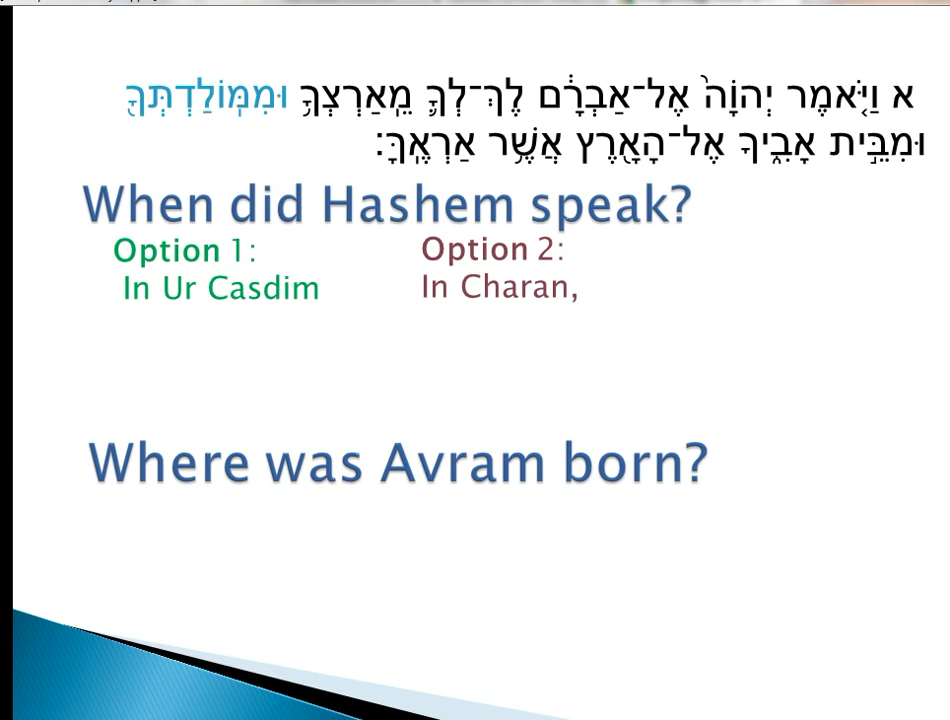 א וַיֹּ֤אמֶר יְהוָֹה֙ אֶל־אַבְרָ֔ם לֶךְ־לְךָ֛ מֵֽאַרְצְךָ֥ וּמִמּֽוֹלַדְתְּךָ֖
וּמִבֵּ֣ית אָבִ֑יךָ אֶל־הָאָ֖רֶץ אֲשֶׁ֥ר אַרְאֶֽךָּ׃
When did Hashem speak?
Option 1: Option 2:
In Ur Casdim In Charan,
Where was Avram born?